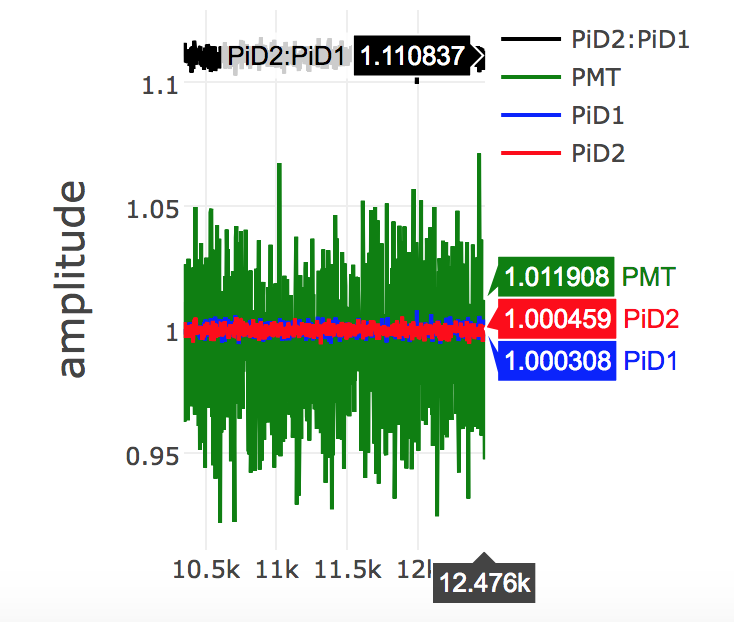 PiD2:PiD1 1.110837
PiD2:PiD1
PMT
PiD1
PiD2
1.1
1.05
1
0.95
amplitude
1.011908 PMT
1.000459 PiD2
1.000308 PiD1
10.5k 11k 11.5k 12k
12.476k